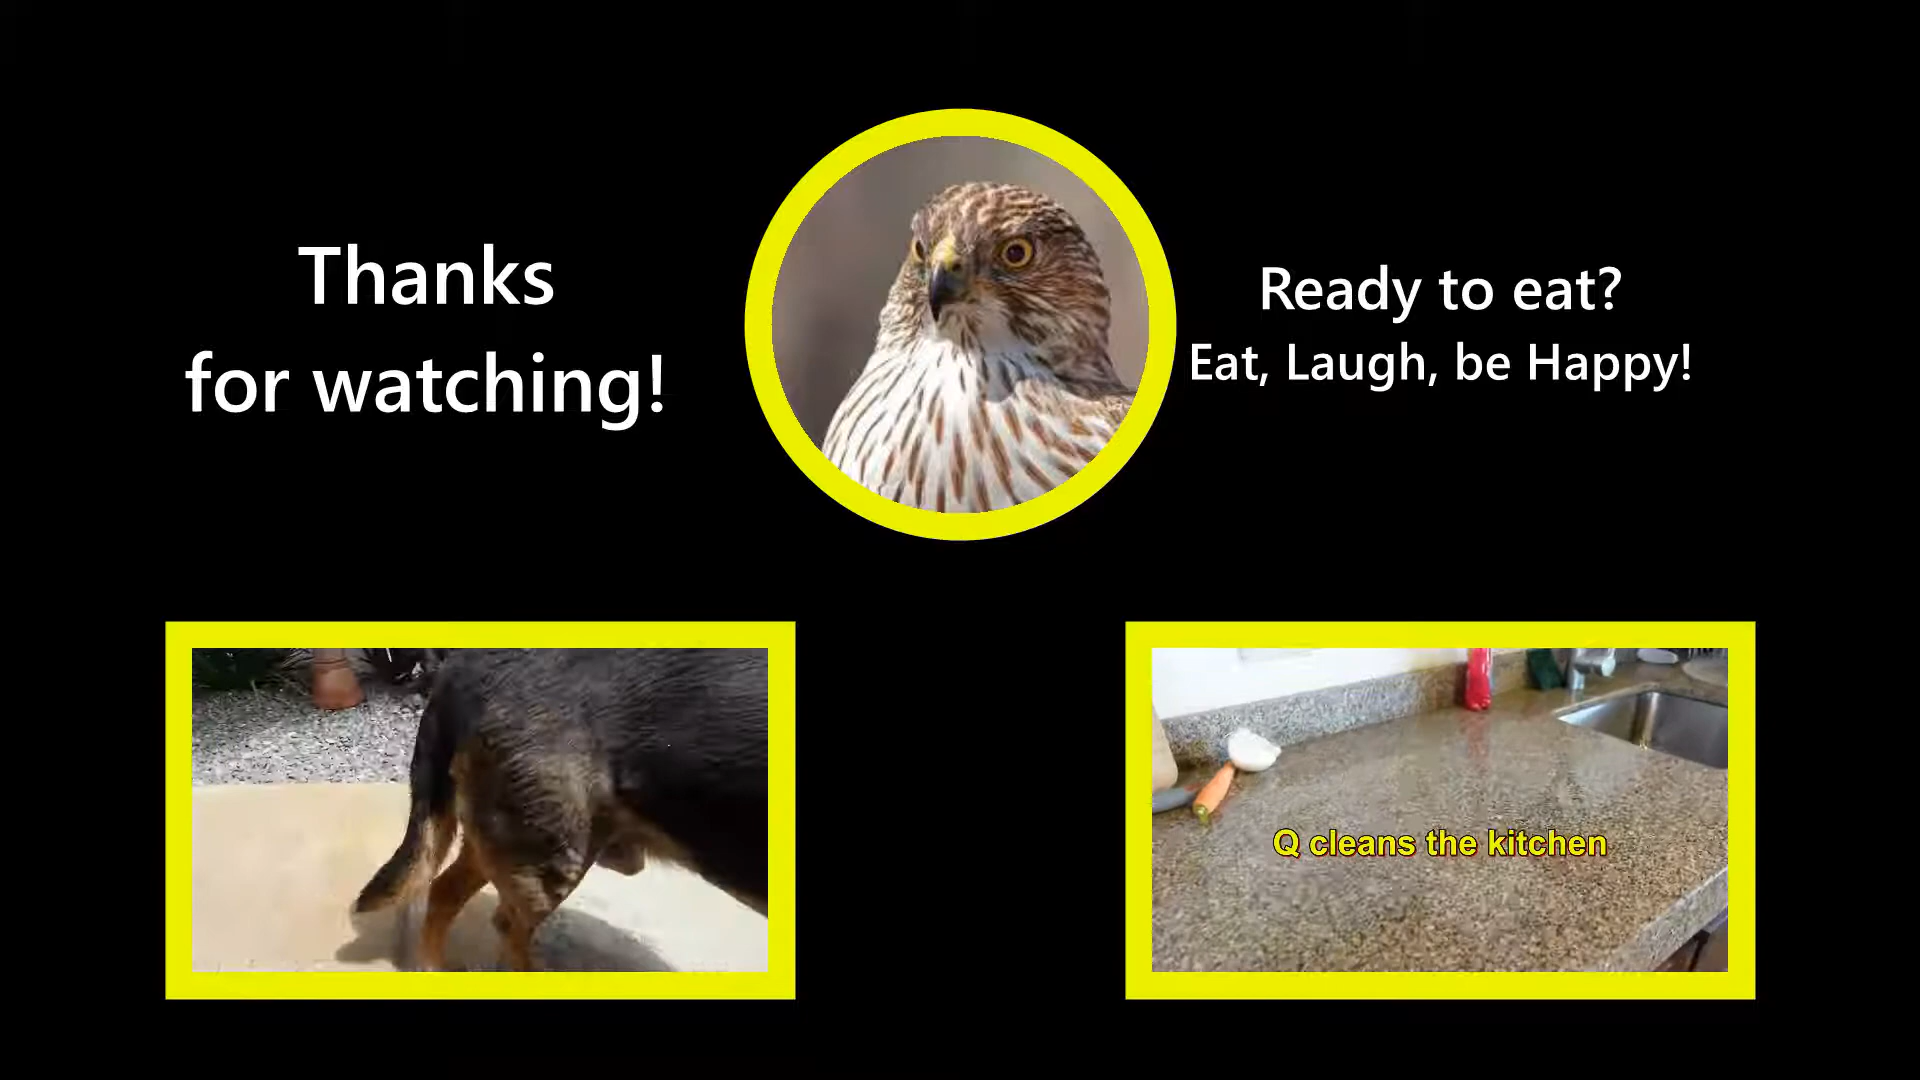 Thanks
for watching!
Ready to eat?
Eat, Laugh, be Happy!
Q cleans the kitchen